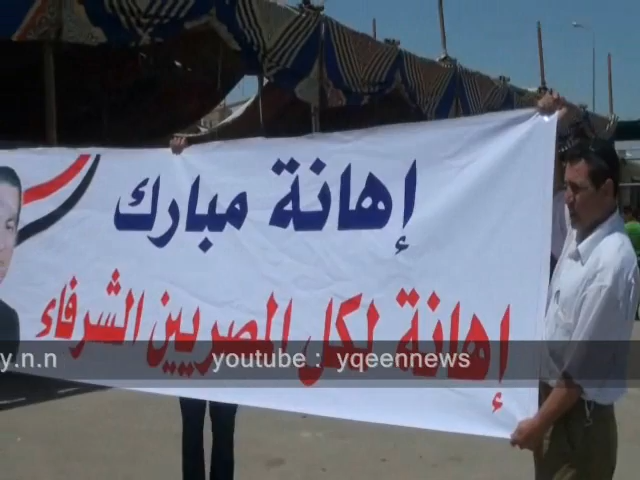 إهانة مبارك
إهانة لكل المصريين الشرفاء
y.n.n youtube : yqeennews